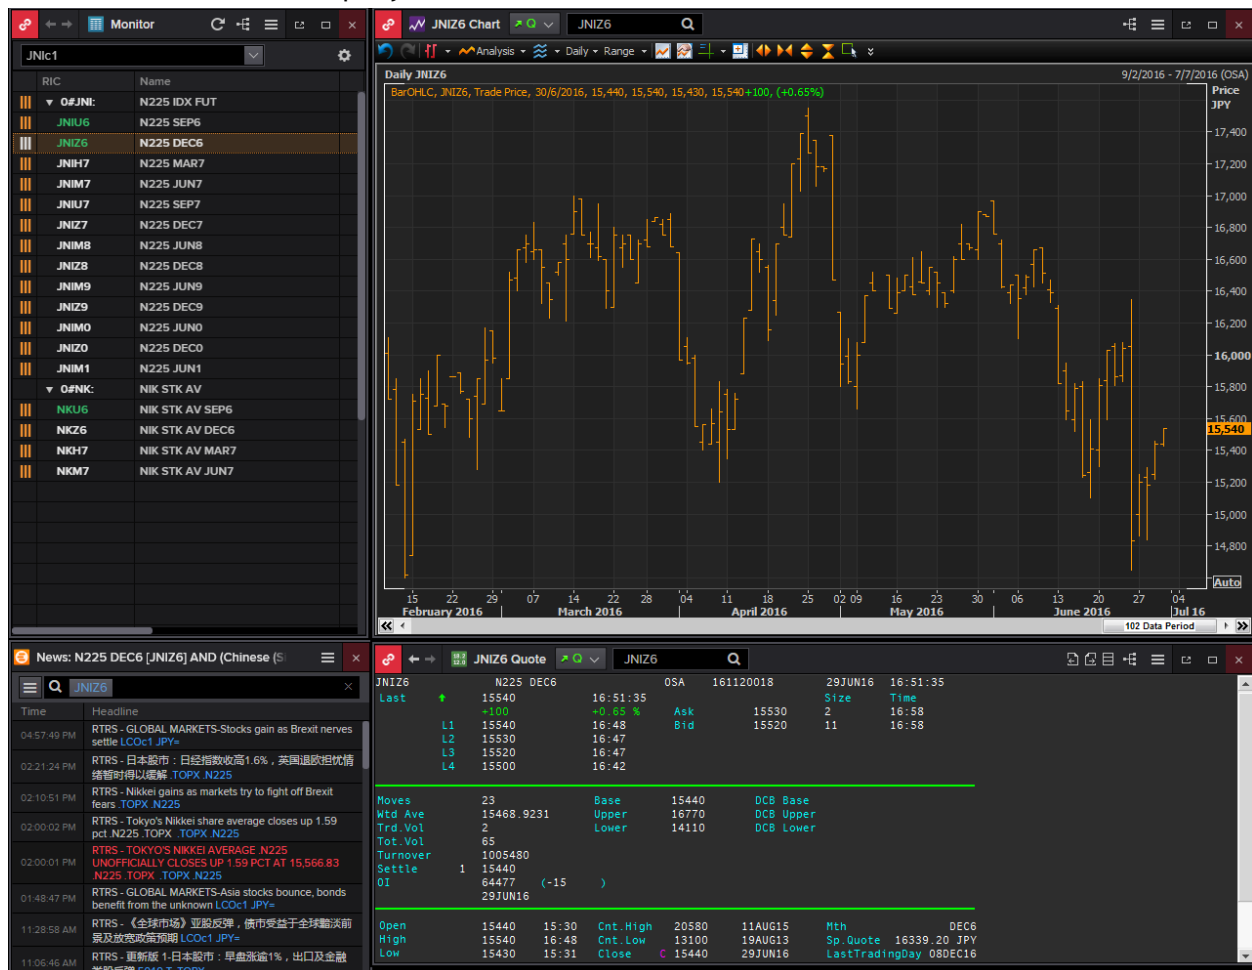 Monitor
JNIc1
RIC Name
0#JNI: N225 IDX FUT
JNIU6 N225 SEP6
JNIZ6 N225 DEC6
JNIH7 N225 MAR7
JNIM7 N225 JUN7
JNIU7 N225 SEP7
JNIZ7 N225 DEC7
JNIM8 N225 JUN8
JNIZ8 N225 DEC8
JNIM9 N225 JUN9
JNIZ9 N225 DEC9
JNIM0 N225 JUN0
JNIZ0 N225 DEC0
JNIM1 N225 JUN1
0#NK: NIK STK AV
NKU6 NIK STK AV SEP6
NKZ6 NIK STK AV DEC6
NKH7 NIK STK AV MAR7
NKM7 NIK STK AV JUN7
JNIZ6 Chart Q JNIZ6
Analysis Daily Range
Daily JNIZ6 9/2/2016 - 7/7/2016 (OSA)
BarOHLC, JNIZ6, Trade Price, 30/6/2016, 15,440, 15,540, 15,430, 15,540+100, (+0.65%)
Price
JPY
17,400
17,200
17,000
16,800
16,600
16,400
16,200
16,000
15,800
15,600
15,540
15,400
15,200
15,000
14,800
Auto
15 22 29 07 14 22 28 04 11 18 25 02 09 16 23 30 06 13 20 27 04
February 2016 March 2016 April 2016 May 2016 June 2016 Jul 16
102 Data Period
News: N225 DEC6 [JNIZ6] AND (Chinese
JNIZ6
Time Headline
04:57:49 PM RTRS - GLOBAL MARKETS-Stocks gain as Brexit nerves
settle LCOc1 JPY=
02:21:24 PM RTRS - 日本股市：日经指数收高1.6%，英国退欧担忧情
绪暂时得以缓解 .TOPX .N225
02:10:51 PM RTRS - Nikkei gains as markets try to fight off Brexit
fears .TOPX .N225
02:00:02 PM RTRS - Tokyo's Nikkei share average closes up 1.59
pct .N225 .TOPX .TOPX .N225
02:00:01 PM RTRS - TOKYO'S NIKKEI AVERAGE .N225
UNOFFICIALLY CLOSES UP 1.59 PCT AT 15,566.83
.N225 .TOPX .TOPX .N225
01:48:47 PM RTRS - GLOBAL MARKETS-Asia stocks bounce, bonds
benefit from the unknown LCOc1 JPY=
11:28:58 AM RTRS - 《全球市场》亚股反弹，债市受益于全球黯淡前
景及放宽政策预期 LCOc1 JPY=
11:06:46 AM RTRS - 更新版 1-日本股市：早盘涨逾1%，出口及金融
JNIZ6 Quote Q JNIZ6
JNIZ6 N225 DEC6 OSA 161120018 29JUN16 16:51:35
Last 15540 16:51:35 Size Time
+100 +0.65 % Ask 15530 2 16:58
L1 15540 16:48 Bid 15520 11 16:58
L2 15530 16:47
L3 15520 16:47
L4 15500 16:42
Moves 23 Base 15440 DCB Base
Wtd Ave 15468.9231 Upper 16770 DCB Upper
Trd.Vol 2 Lower 14110 DCB Lower
Tot.Vol 65
Turnover 1005480
Settle 1 15440
OI 64477 (-15 )
29JUN16
Open 15440 15:30 Cnt.High 20580 11AUG15 Mth DEC6
High 15540 16:48 Cnt.Low 13100 19AUG13 Sp.Quote 16339.20 JPY
Low 15430 15:31 Close C 15440 29JUN16 LastTradingDay 08DEC16